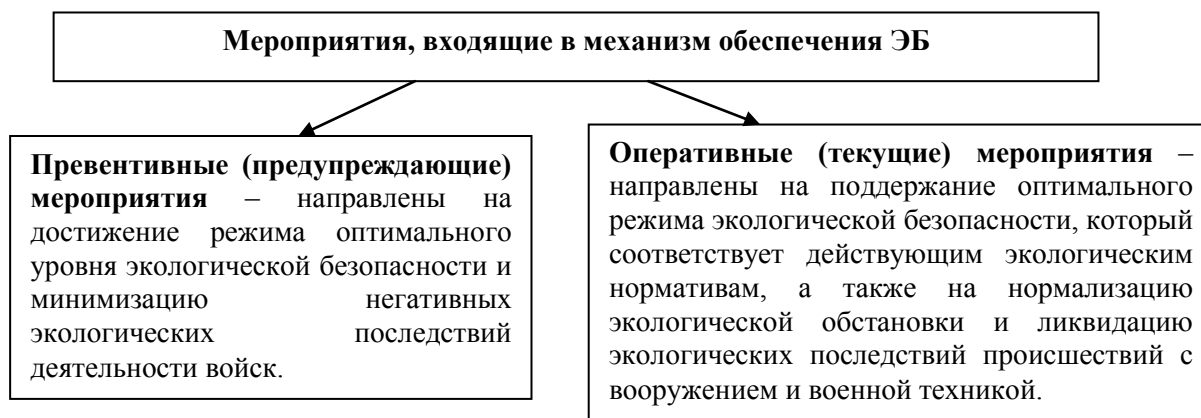 Мероприятия, входящие в механизм обеспечения ЭБ
Превентивные (предупреждающие)
мероприятия – направлены на
достижение режима оптимального
уровня экологической безопасности и
минимизацию негативных
экологических последствий
деятельности войск.
Оперативные (текущие) мероприятия –
направлены на поддержание оптимального
режима экологической безопасности, который
соответствует действующим экологическим
нормативам, а также на нормализацию
экологической обстановки и ликвидацию
экологических последствий происшествий с
вооружением и военной техникой.